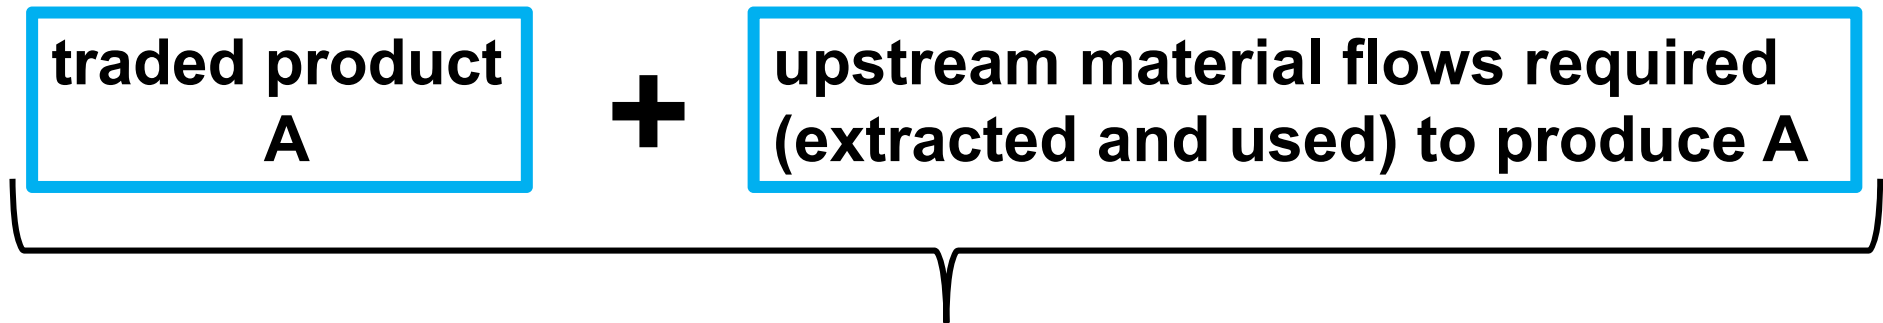 traded product
A
+
upstream material flows required
(extracted and used) to produce A